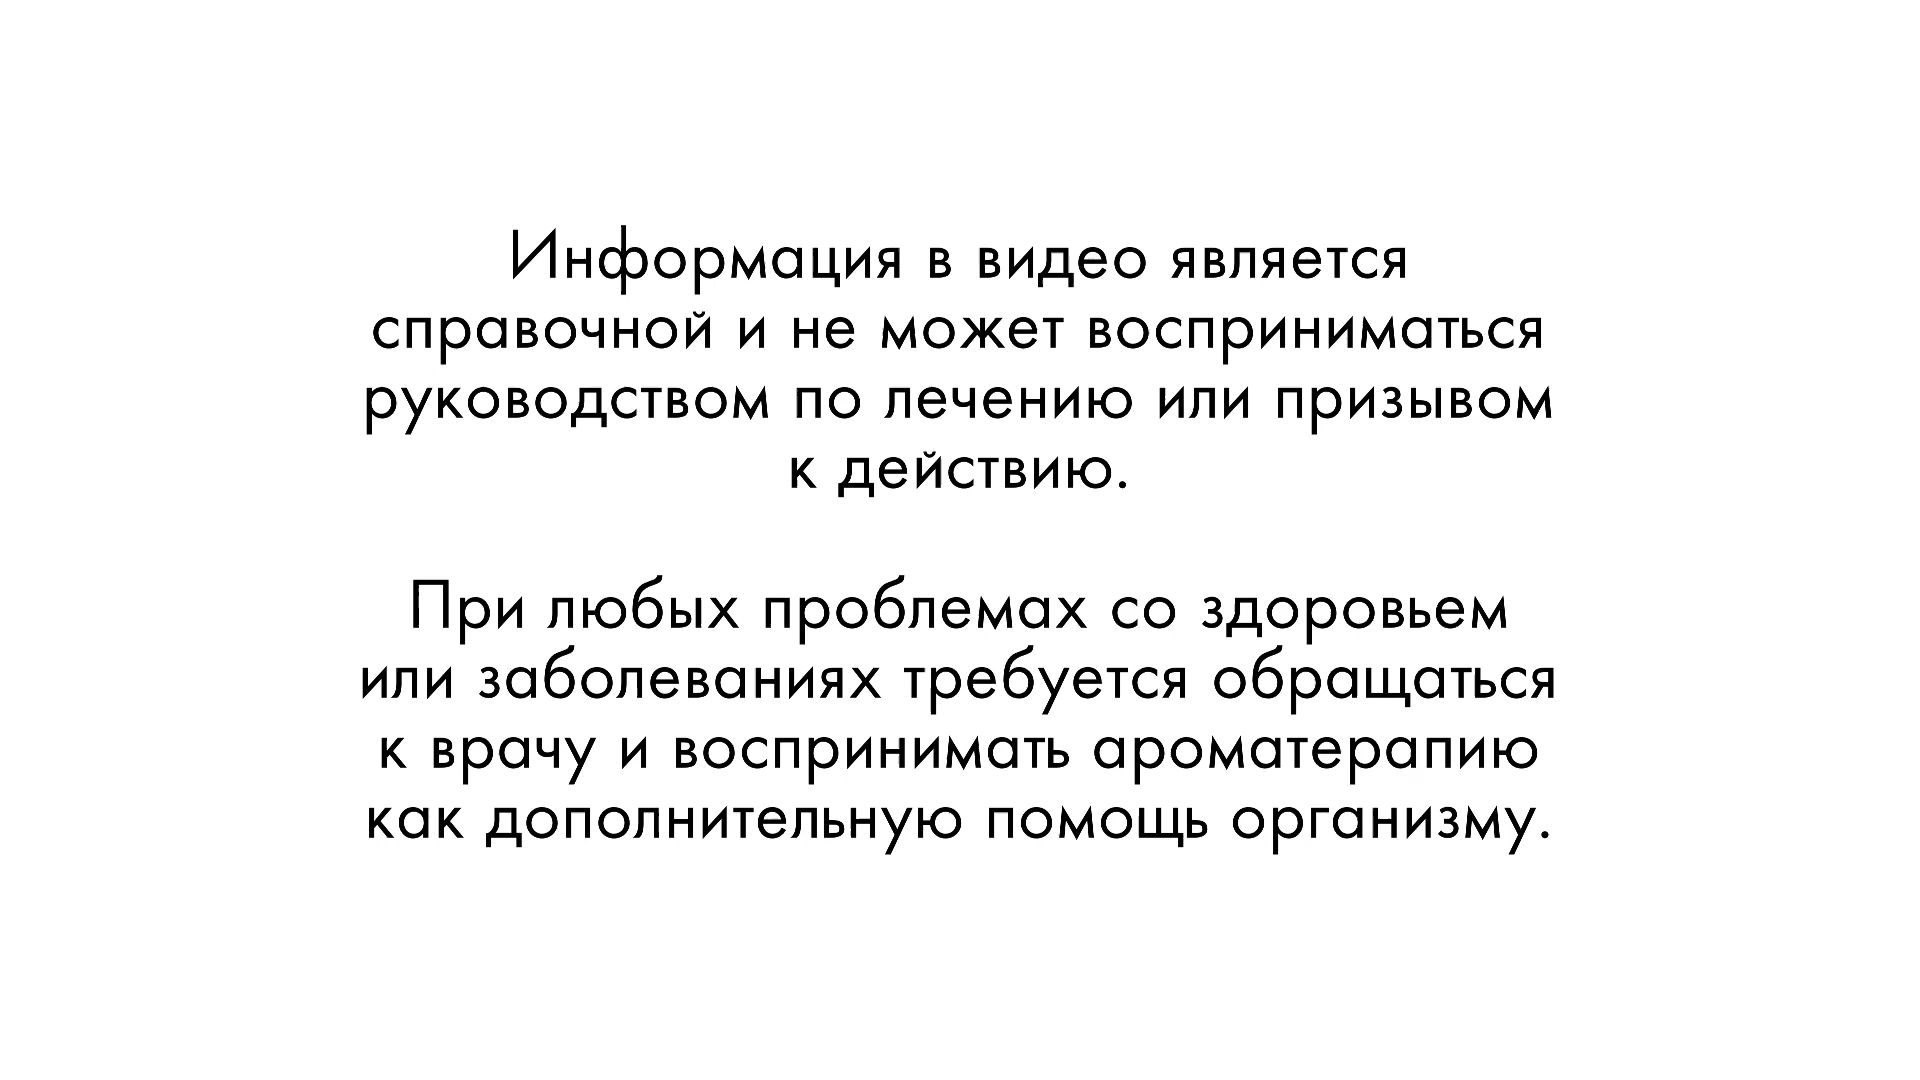 Информация в видео является
справочной и не может восприниматься
руководством по лечению или призывом
к действию.
При любых проблемах со здоровьем
или заболеваниях требуется обращаться
к врачу и воспринимать ароматерапию
как дополнительную помощь организму.